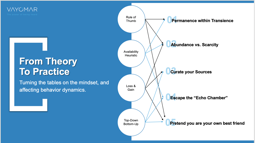 VAYOMAR
From Theory
To Practice
Turning the tables on the mindset, and
affecting behavior dynamics.
Rule of
Thumb
Availability
Heuristic
Loss &
Gain
Top-Down
Bottom-Up
Permanence within Transience
Abundance vs. Scarcity
Curate your Sources
Escape the "Echo Chamber"
Pretend you are your own best friend